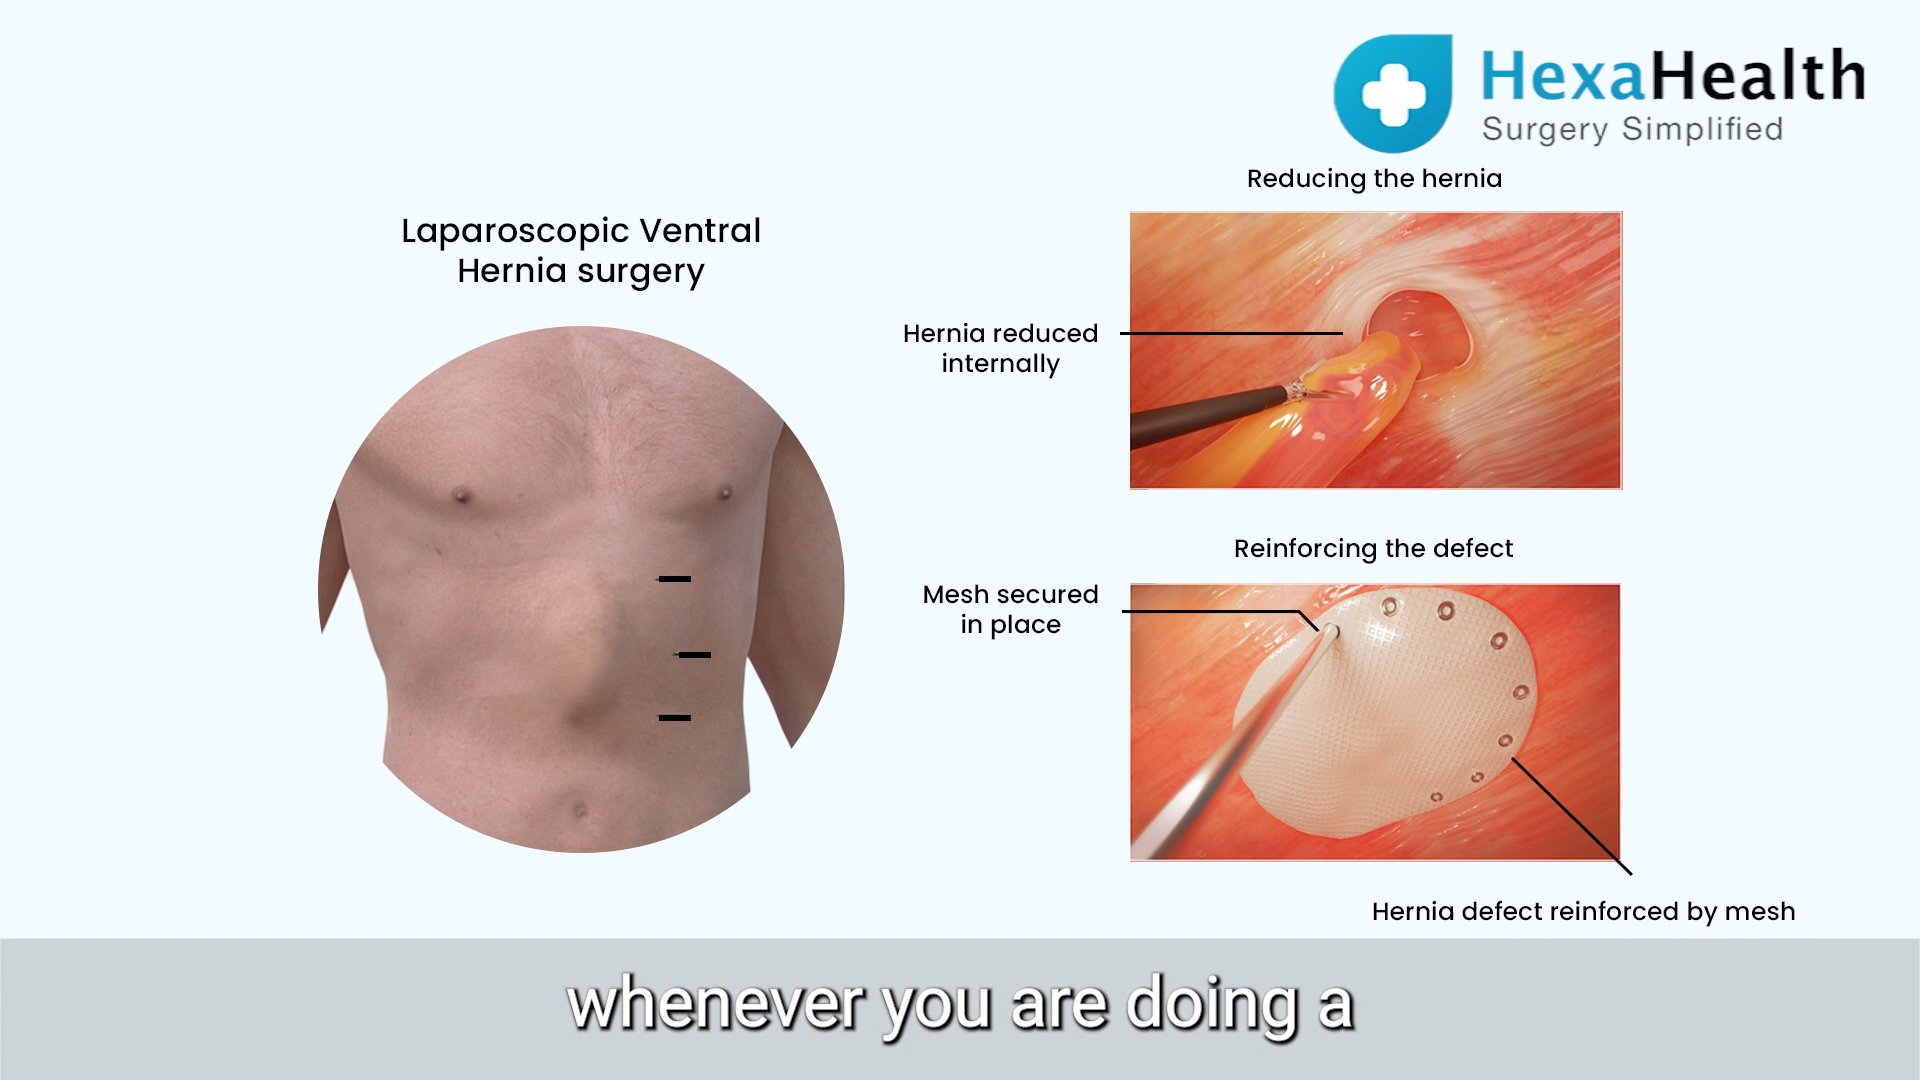 HexaHealth
Surgery Simplified
Laparoscopic Ventral
Hernia surgery
Reducing the hernia
Hernia reduced
internally
Reinforcing the defect
Mesh secured
in place
Hernia defect reinforced by mesh
whenever you are doing a